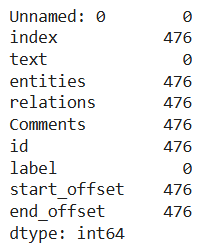 Unnamed: 0 0
index 476
text 0
entities 476
relations 476
Comments 476
id 476
label 0
start_offset 476
end_offset 476
dtype: int64